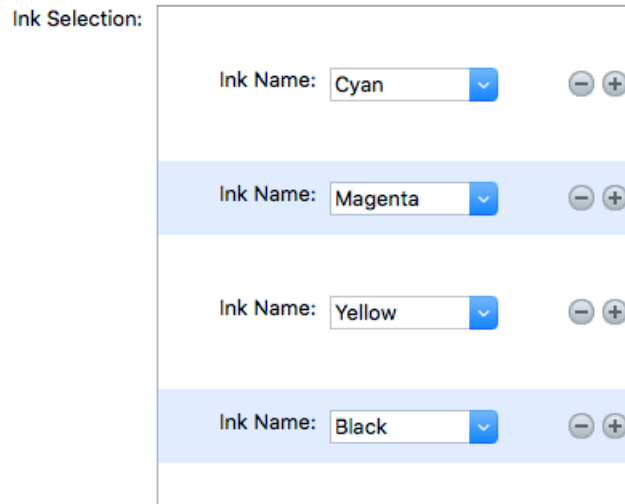 Ink Selection:
Ink Name: Cyan
Ink Name: Magenta
Ink Name: Yellow
Ink Name: Black